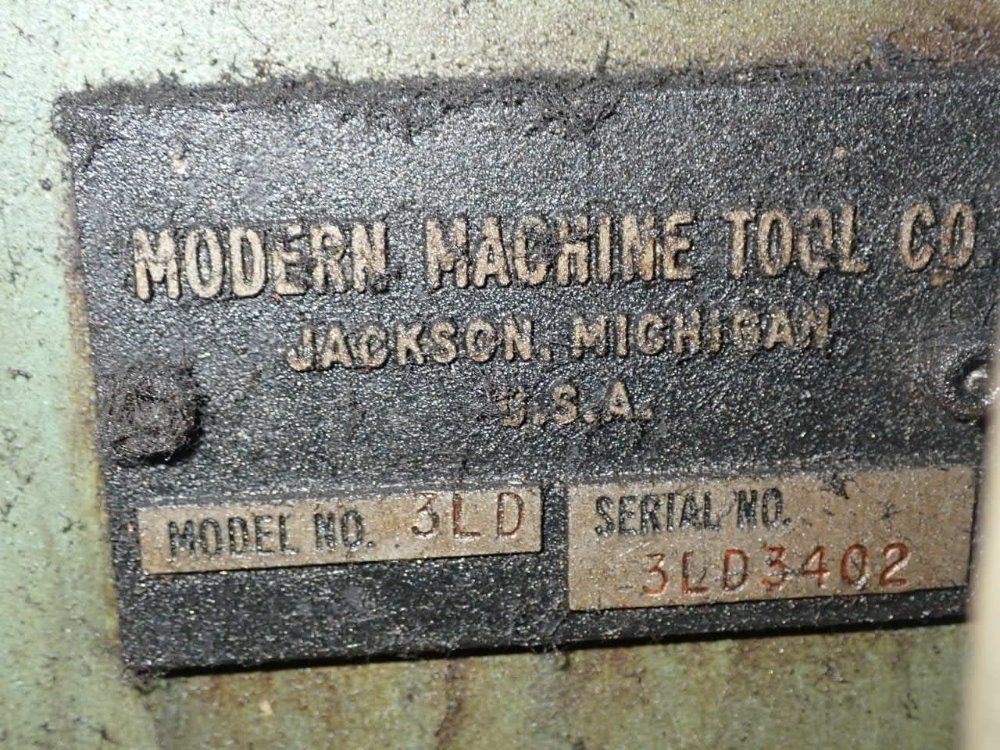 MODERN MACHINE TOOL CO.
JACKSON, MICHIGAN
U.S.A.
MODEL NO. 3LD
SERIAL NO.
3LD3402